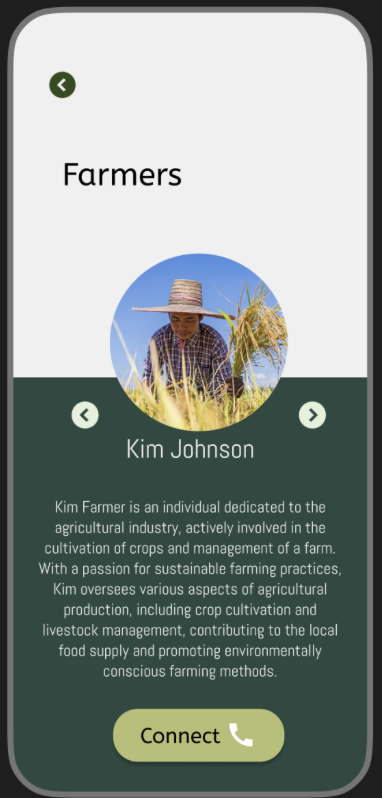 Farmers
Kim Johnson
Kim Farmer is an individual dedicated to the
agricultural industry, actively involved in the
cultivation of crops and management of a farm.
With a passion for sustainable farming practices,
Kim oversees various aspects of agricultural
production, including crop cultivation and
livestock management, contributing to the local
food supply and promoting environmentally
conscious farming methods.
Connect